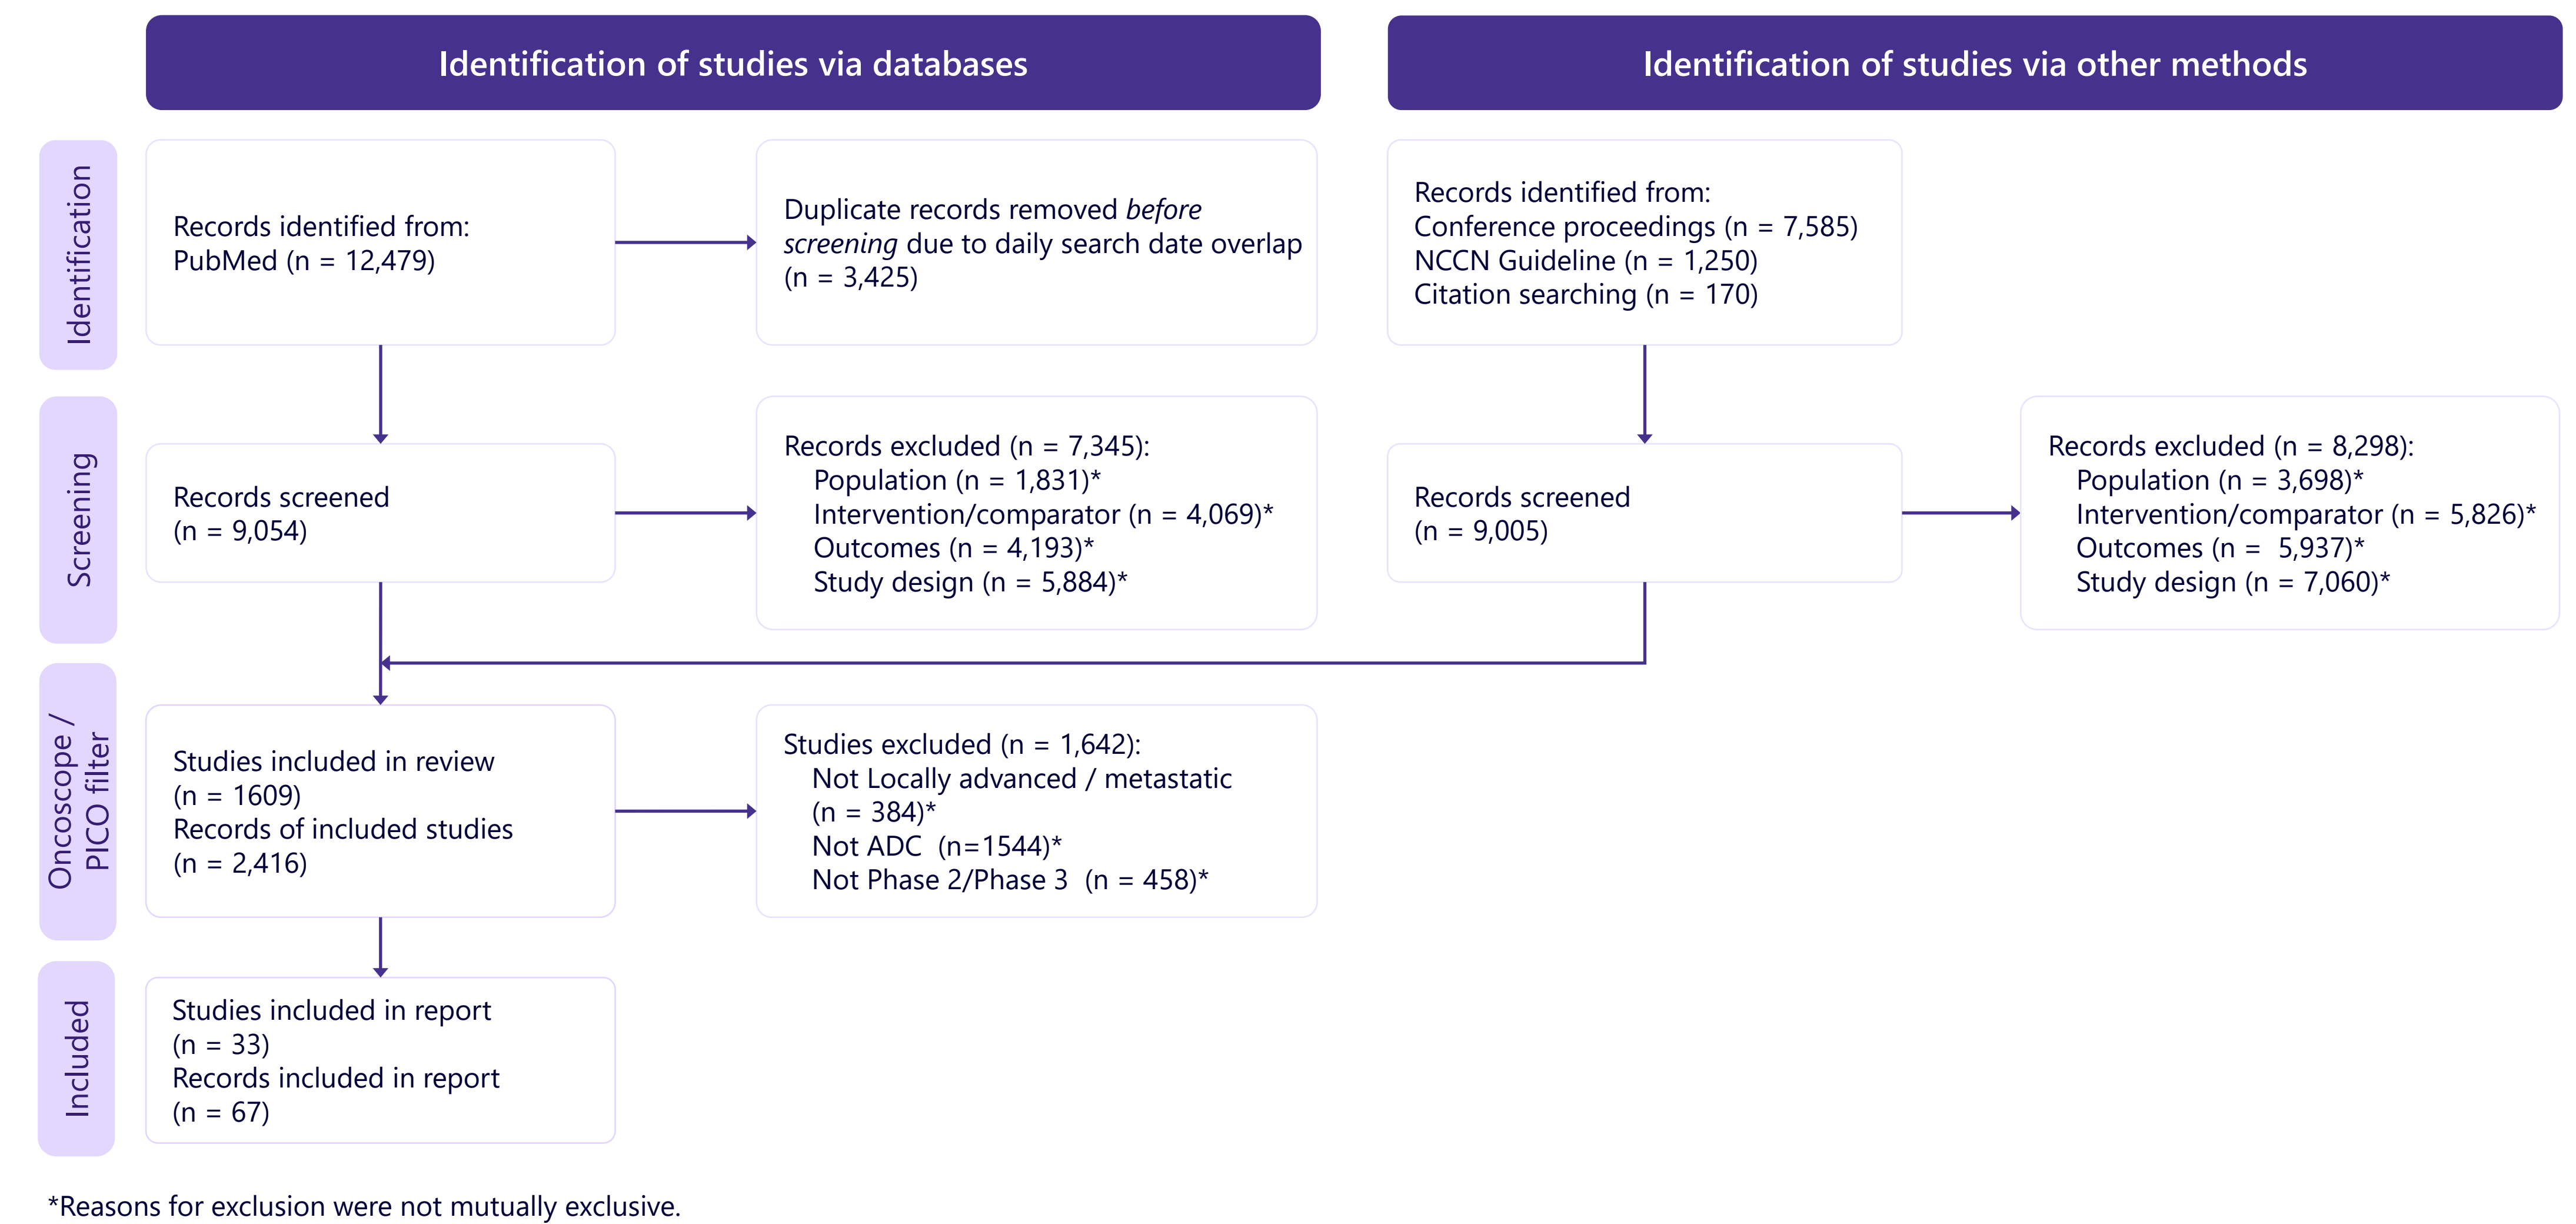 Identification of studies via databases
Identification of studies via other methods
Identification
Records identified from:
PubMed (n = 12,479)
Duplicate records removed before
screening due to daily search date overlap
(n = 3,425)
Records identified from:
Conference proceedings (n = 7,585)
NCCN Guideline (n = 1,250)
Citation searching (n = 170)
Screening
Records screened
(n = 9,054)
Records excluded (n = 7,345):
Population (n = 1,831)*
Intervention/comparator (n = 4,069)*
Outcomes (n = 4,193)*
Study design (n = 5,884)*
Records screened
(n = 9,005)
Records excluded (n = 8,298):
Population (n = 3,698)*
Intervention/comparator (n = 5,826)*
Outcomes (n =  5,937)*
Study design (n = 7,060)*
Oncoscope /
PICO filter
Studies included in review
(n = 1609)
Records of included studies
(n = 2,416)
Studies excluded (n = 1,642):
Not Locally advanced / metastatic
(n = 384)*
Not ADC  (n=1544)*
Not Phase 2/Phase 3  (n = 458)*
Included
Studies included in report
(n = 33)
Records included in report
(n = 67)
*Reasons for exclusion were not mutually exclusive.